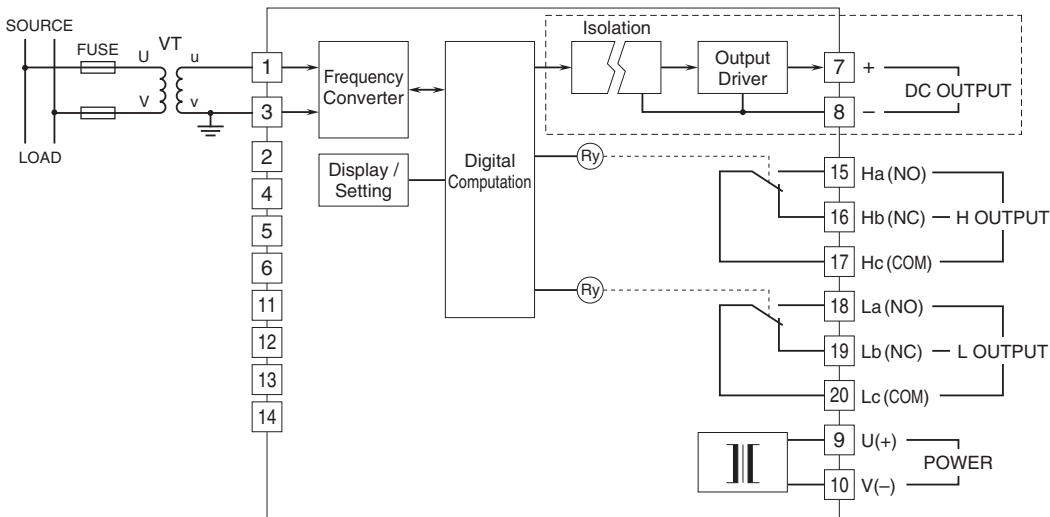 SOURCE
FUSE
VT
U
u
V
v
LOAD
1
3
2
4
5
6
11
12
13
14
Frequency
Converter
Display /
Setting
Digital
Computation
Isolation
Output
Driver
Ry
Ry
7 +
8 –
DC OUTPUT
15 Ha (NO)
16 Hb (NC)
17 Hc (COM)
H OUTPUT
18 La (NO)
19 Lb (NC)
20 Lc (COM)
L OUTPUT
9 U(+)
10 V(–)
POWER